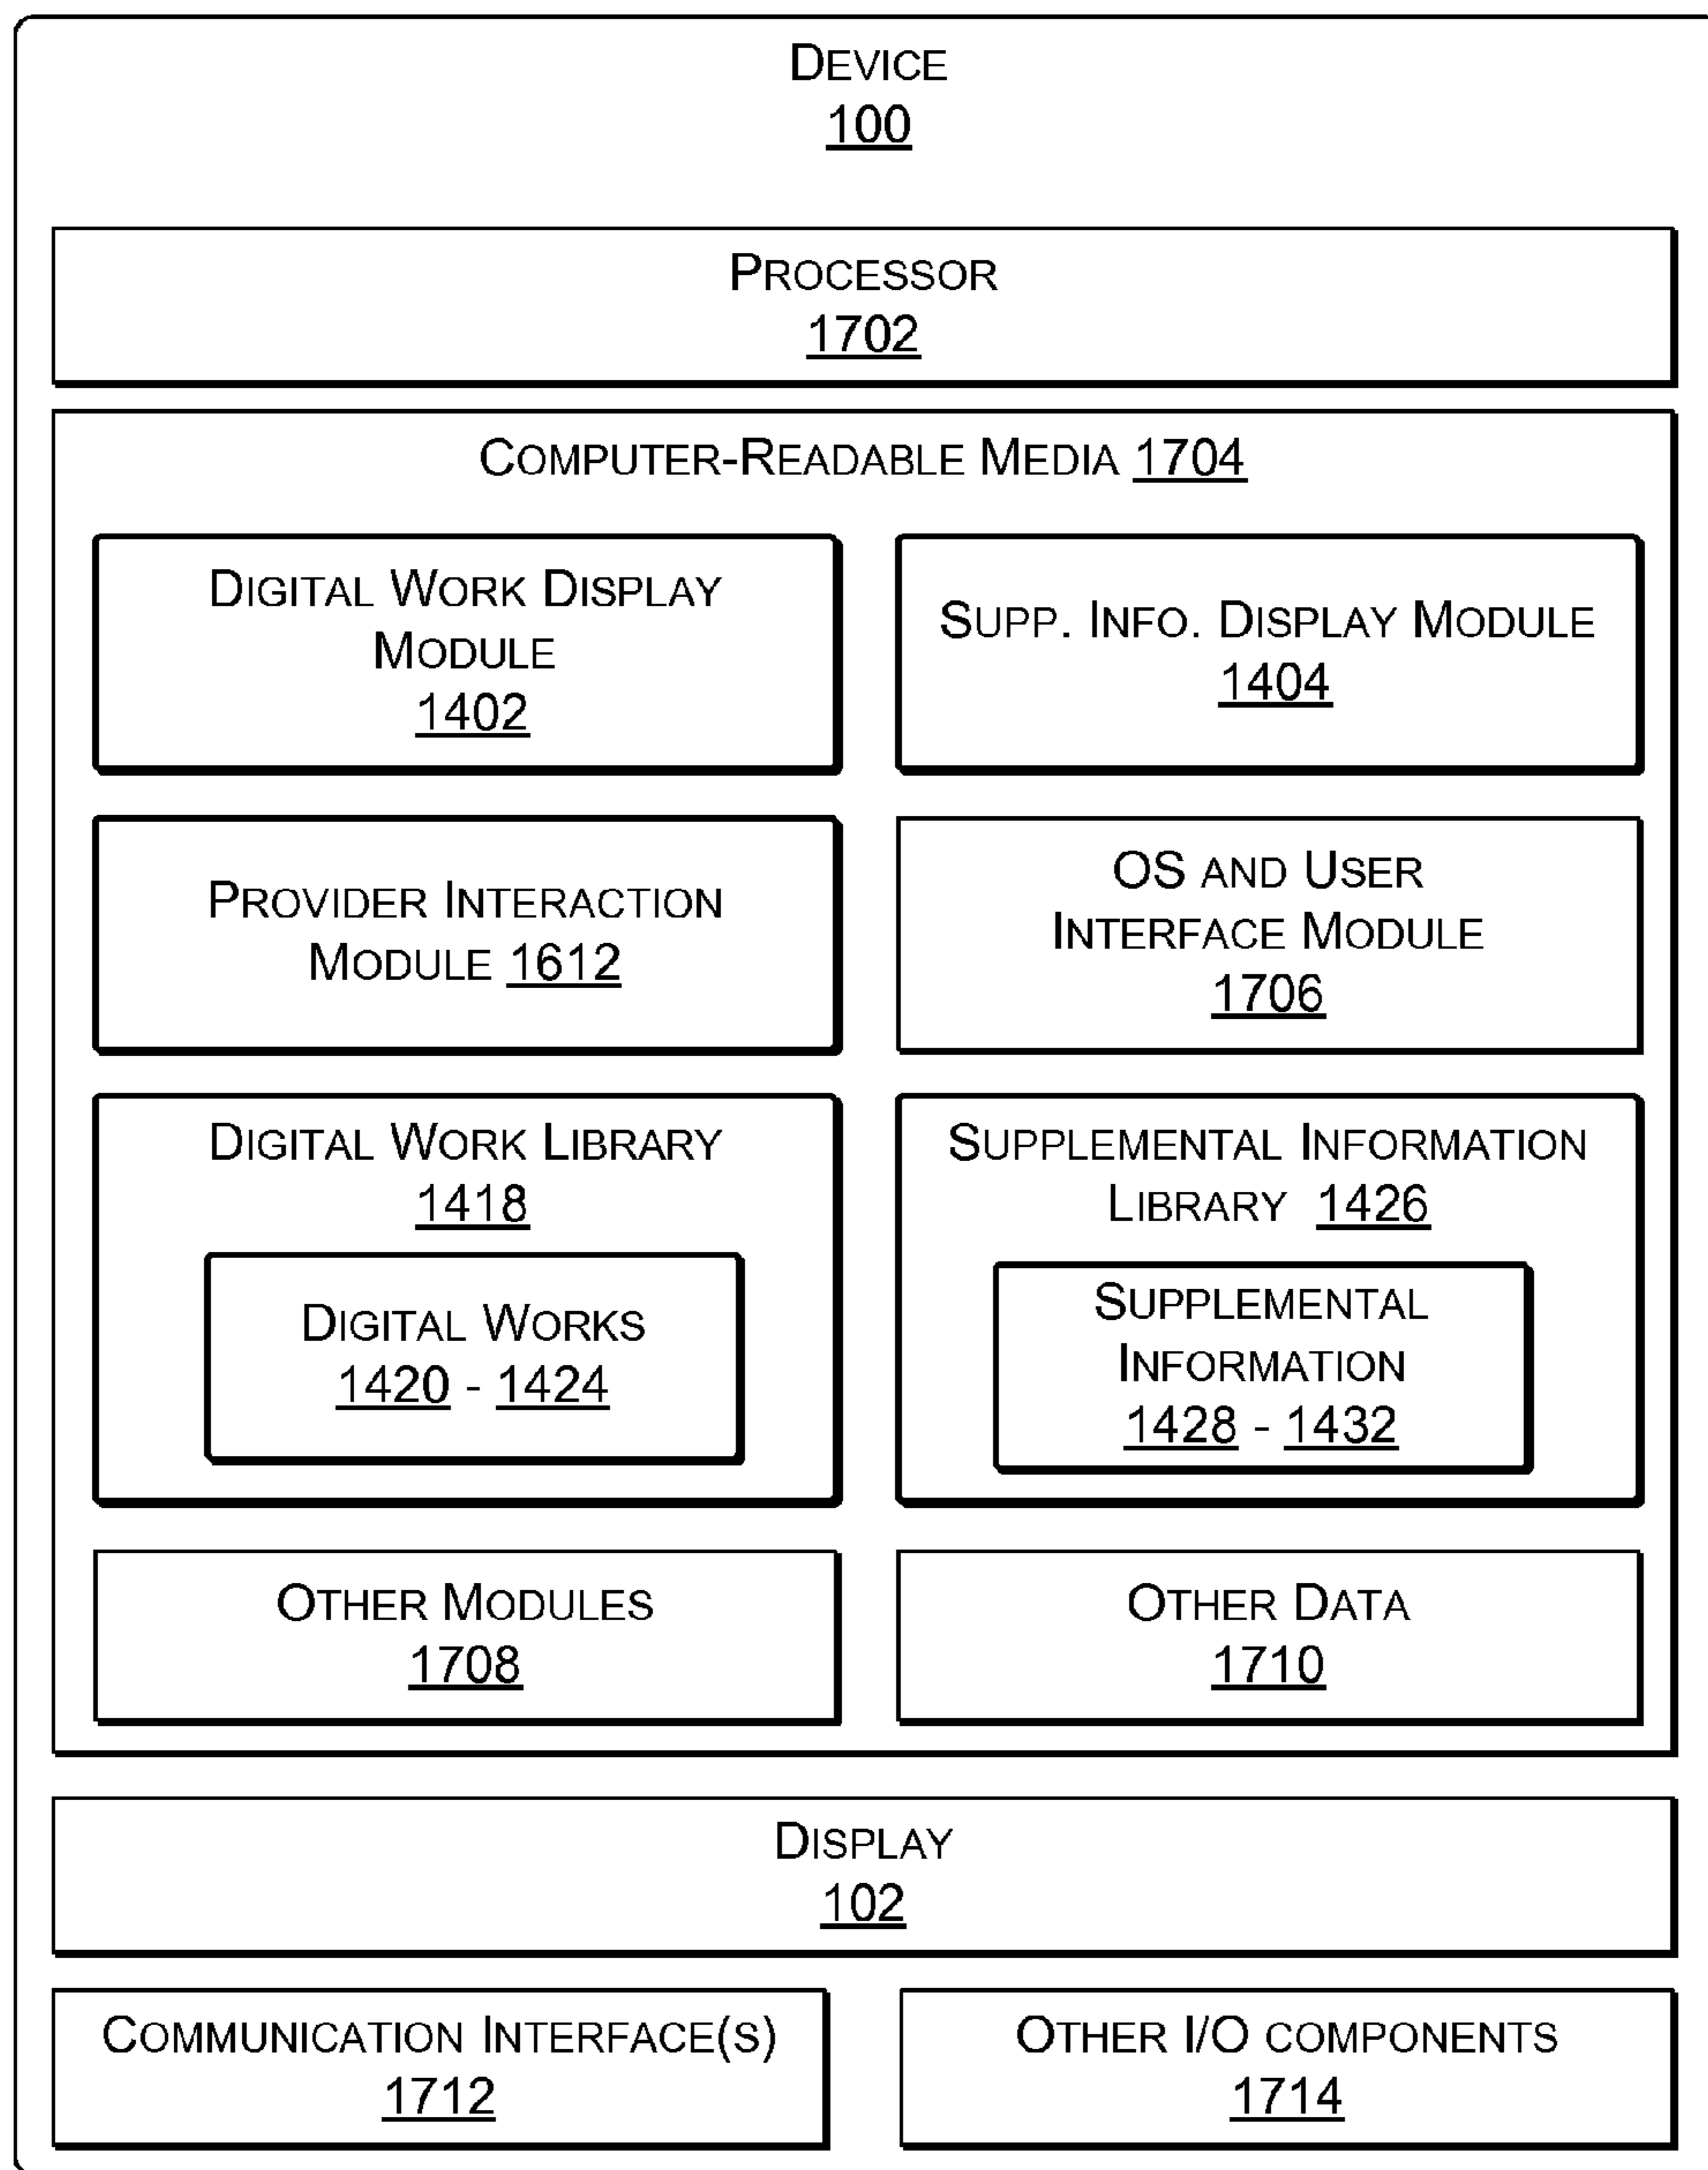 DEVICE
100
PROCESSOR
1702
COMPUTER-READABLE MEDIA 1704
DIGITAL WORK DISPLAY
MODULE
1402
SUPP. INFO. DISPLAY MODULE
1404
PROVIDER INTERACTION
MODULE 1612
OS AND USER
INTERFACE MODULE
1706
DIGITAL WORK LIBRARY
1418
DIGITAL WORKS
1420 - 1424
SUPPLEMENTAL INFORMATION
LIBRARY 1426
SUPPLEMENTAL
INFORMATION
1428 - 1432
OTHER MODULES
1708
OTHER DATA
1710
DISPLAY
102
COMMUNICATION INTERFACE(S)
1712
OTHER I/O COMPONENTS
1714